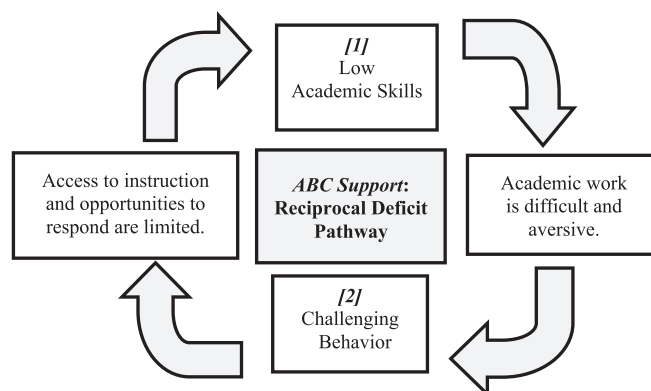 [1]
Low
Academic Skills
Access to instruction
and opportunities to
respond are limited.
ABC Support:
Reciprocal Deficit
Pathway
Academic work
is difficult and
aversive.
[2]
Challenging
Behavior